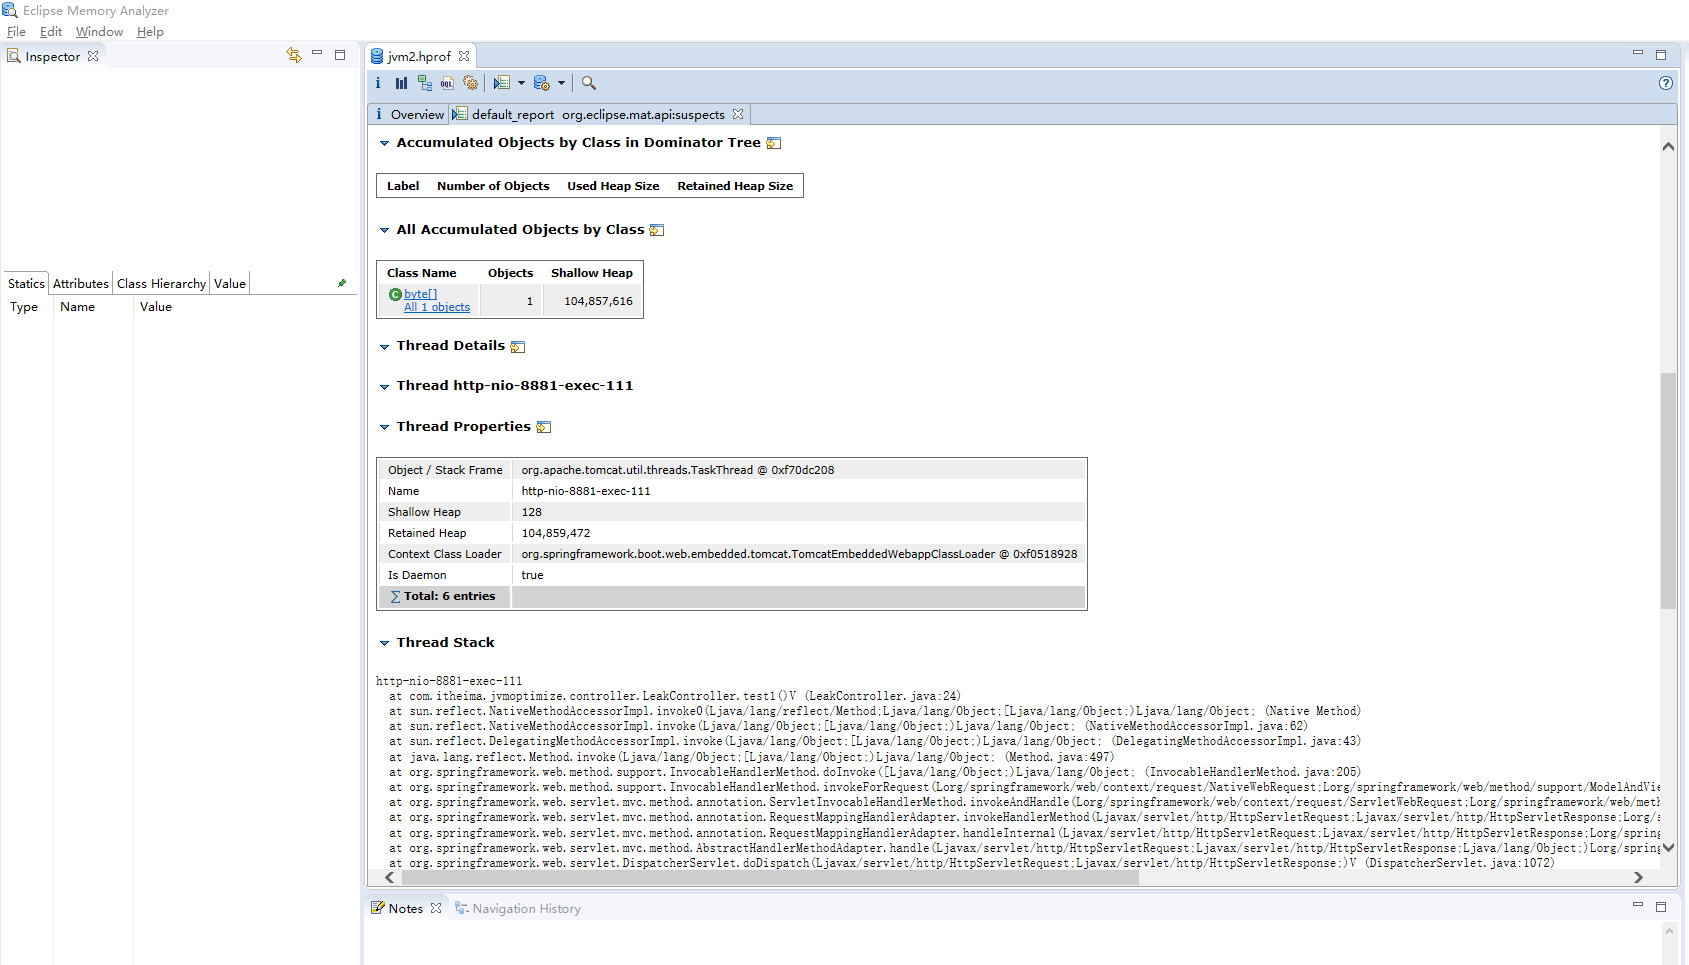 Eclipse Memory Analyzer
File Edit Window Help
Inspector
Statics Attributes Class Hierarchy Value
Type Name Value
jvm2.hprof
i OQL
i Overview default_report org.eclipse.mat.api:suspects
Accumulated Objects by Class in Dominator Tree
Label Number of Objects Used Heap Size Retained Heap Size
All Accumulated Objects by Class
Class Name Objects Shallow Heap
byte[]
All 1 objects 1 104,857,616
Thread Details
Thread http-nio-8881-exec-111
Thread Properties
Object / Stack Frame org.apache.tomcat.util.threads.TaskThread @ 0xf70dc208
Name http-nio-8881-exec-111
Shallow Heap 128
Retained Heap 104,859,472
Context Class Loader org.springframework.boot.web.embedded.tomcat.TomcatEmbeddedWebappClassLoader @ 0xf0518928
Is Daemon true
∑ Total: 6 entries
Thread Stack
http-nio-8881-exec-111
at com.itheima.jvmoptimize.controller.LeakController.test1()V (LeakController.java:24)
at sun.reflect.NativeMethodAccessorImpl.invoke0(Ljava/lang/reflect/Method;Ljava/lang/Object;[Ljava/lang/Object;)Ljava/lang/Object; (Native Method)
at sun.reflect.NativeMethodAccessorImpl.invoke(Ljava/lang/Object;[Ljava/lang/Object;)Ljava/lang/Object; (NativeMethodAccessorImpl.java:62)
at sun.reflect.DelegatingMethodAccessorImpl.invoke(Ljava/lang/Object;[Ljava/lang/Object;)Ljava/lang/Object; (DelegatingMethodAccessorImpl.java:43)
at java.lang.reflect.Method.invoke(Ljava/lang/Object;[Ljava/lang/Object;)Ljava/lang/Object; (Method.java:497)
at org.springframework.web.method.support.InvocableHandlerMethod.doInvoke([Ljava/lang/Object;)Ljava/lang/Object; (InvocableHandlerMethod.java:205)
at org.springframework.web.method.support.InvocableHandlerMethod.invokeForRequest(Lorg/springframework/web/context/request/NativeWebRequest;Lorg/springframework/web/method/support/ModelAndVie
at org.springframework.web.servlet.mvc.method.annotation.ServletInvocableHandlerMethod.invokeAndHandle(Lorg/springframework/web/context/request/ServletWebRequest;Lorg/springframework/web/met
at org.springframework.web.servlet.mvc.method.annotation.RequestMappingHandlerAdapter.invokeHandlerMethod(Ljavax/servlet/http/HttpServletRequest;Ljavax/servlet/http/HttpServletResponse;Lorg/s
at org.springframework.web.servlet.mvc.method.annotation.RequestMappingHandlerAdapter.handleInternal(Ljavax/servlet/http/HttpServletRequest;Ljavax/servlet/http/HttpServletResponse;Lorg/spring
at org.springframework.web.servlet.mvc.method.AbstractHandlerMethodAdapter.handle(Ljavax/servlet/http/HttpServletRequest;Ljavax/servlet/http/HttpServletResponse;Ljava/lang/Object;)Lorg/spring
at org.springframework.web.servlet.DispatcherServlet.doDispatch(Ljavax/servlet/http/HttpServletRequest;Ljavax/servlet/http/HttpServletResponse;)V (DispatcherServlet.java:1072)
Notes Navigation History